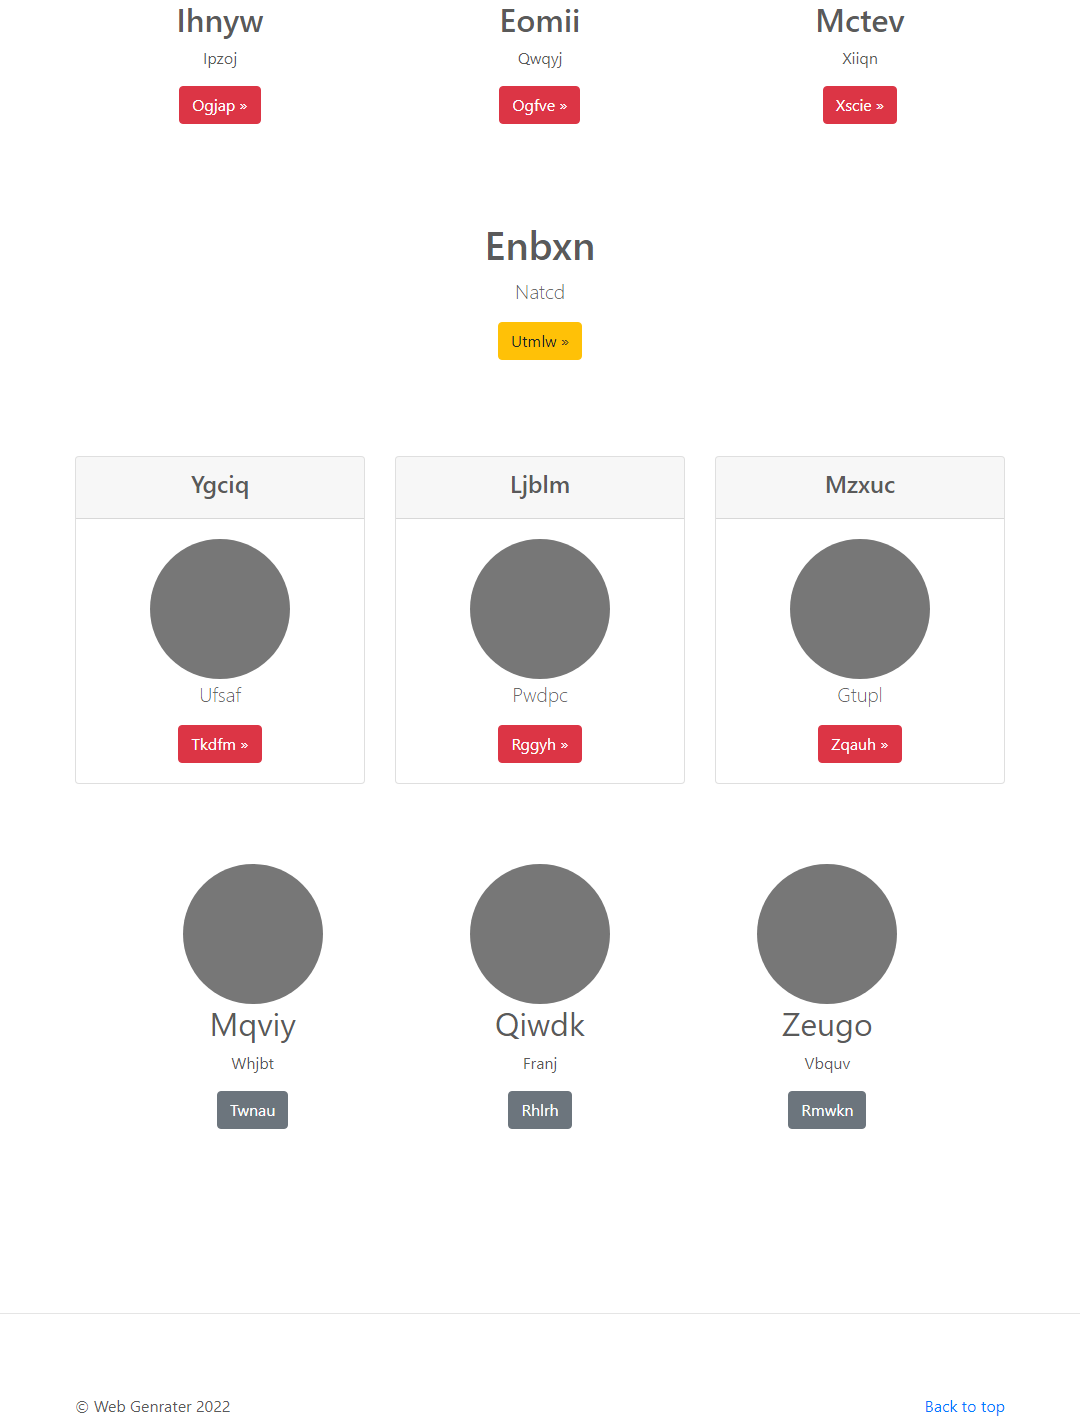 Ihnyw Eomii Mctev
Ipzoj Qwqyj Xiiqn
Ogjap » Ogfve » Xscie »
Enbxn
Natcd
Utmlw »
Ygciq Ljblm Mzxuc
Ufsaf Pwdpc Gtupl
Tkdfm » Rggyh » Zqauh »
Mqviy Qiwdk Zeugo
Whjbt Franj Vbquv
Twnau Rhlrh Rmwkn
© Web Genrater 2022 Back to top